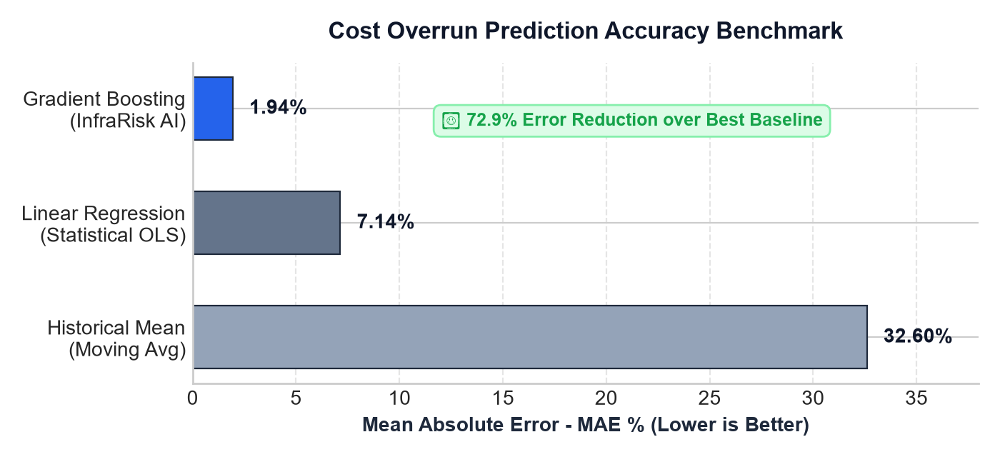 Cost Overrun Prediction Accuracy Benchmark
Gradient Boosting
(InfraRisk AI)
1.94%
72.9% Error Reduction over Best Baseline
Linear Regression
(Statistical OLS)
7.14%
Historical Mean
(Moving Avg)
32.60%
0 5 10 15 20 25 30 35
Mean Absolute Error - MAE % (Lower is Better)